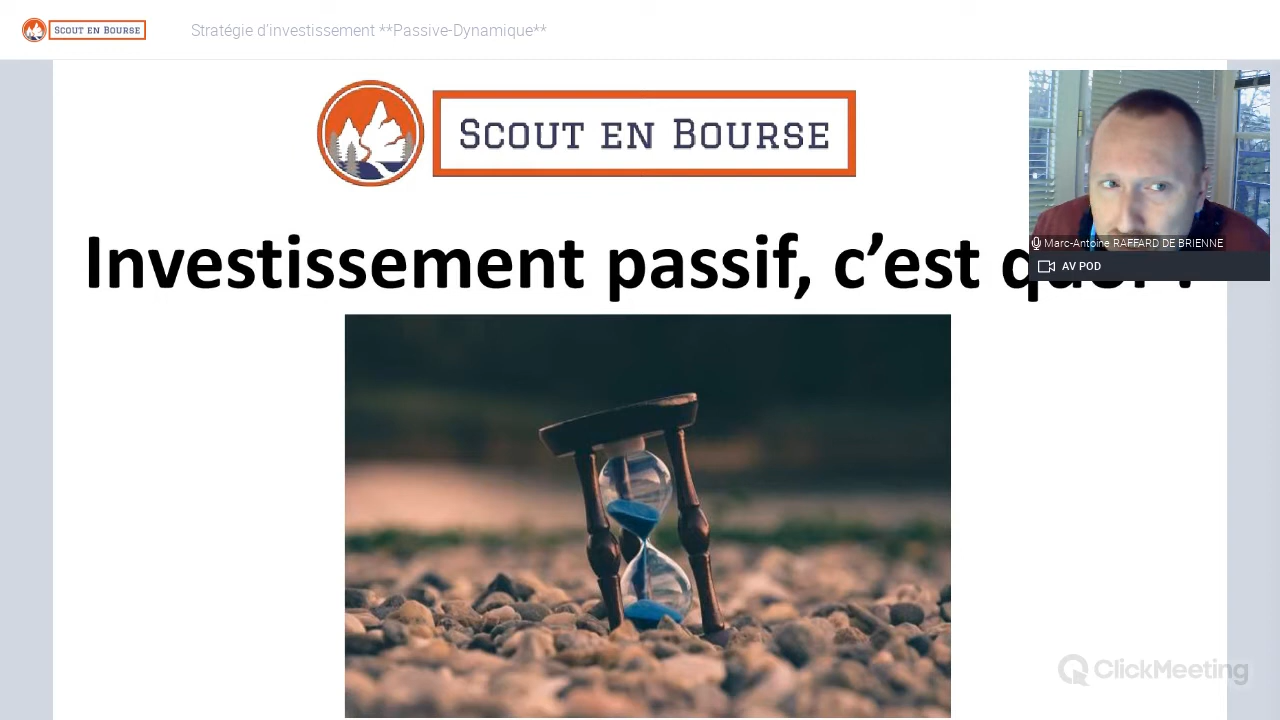 SCOUT EN BOURSE
Stratégie d'investissement **Passive-Dynamique**
SCOUT EN BOURSE
Investissement passif, c'est quoi ?
Marc-Antoine RAFFARD DE BRIENNE
AV POD
ClickMeeting